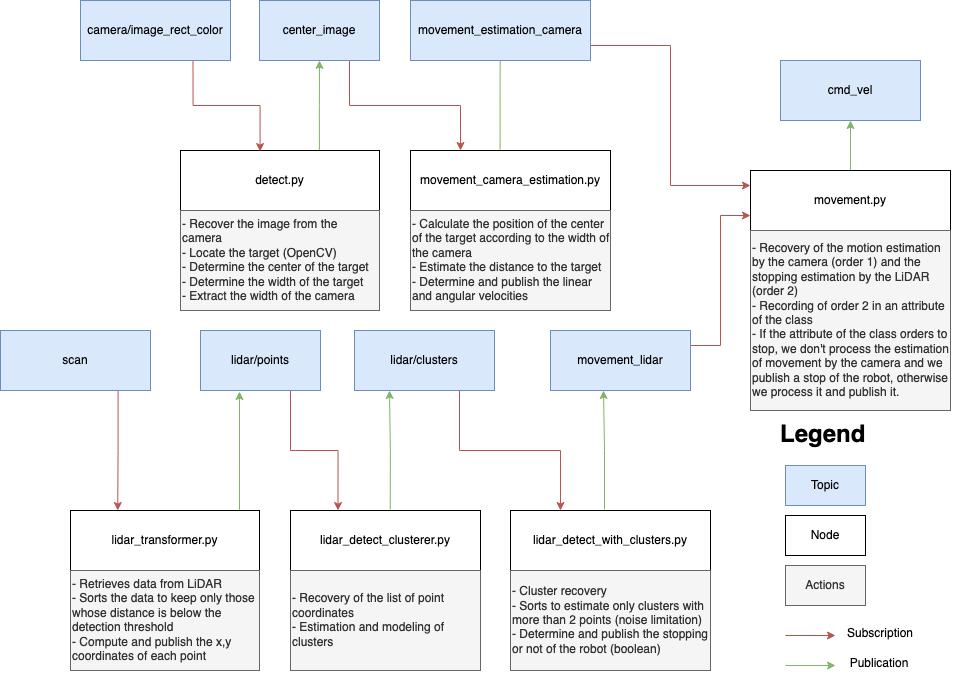 camera/image_rect_color
center_image
movement_estimation_camera
cmd_vel
detect.py
- Recover the image from the
camera
- Locate the target (OpenCV)
- Determine the center of the target
- Determine the width of the target
- Extract the width of the camera
movement_camera_estimation.py
- Calculate the position of the center
of the target according to the width of
the camera
- Estimate the distance to the target
- Determine and publish the linear
and angular velocities
movement.py
- Recovery of the motion estimation
by the camera (order 1) and the
stopping estimation by the LiDAR
(order 2)
- Recording of order 2 in an attribute
of the class
- If the attribute of the class orders to
stop, we don't process the estimation
of movement by the camera and we
publish a stop of the robot, otherwise
we process it and publish it.
scan
lidar/points
lidar/clusters
movement_lidar
lidar_transformer.py
- Retrieves data from LiDAR
- Sorts the data to keep only those
whose distance is below the
detection threshold
- Compute and publish the x,y
coordinates of each point
lidar_detect_clusterer.py
- Recovery of the list of point
coordinates
- Estimation and modeling of
clusters
lidar_detect_with_clusters.py
- Cluster recovery
- Sorts to estimate only clusters with
more than 2 points (noise limitation)
- Determine and publish the stopping
or not of the robot (boolean)
Legend
Topic
Node
Actions
Subscription
Publication